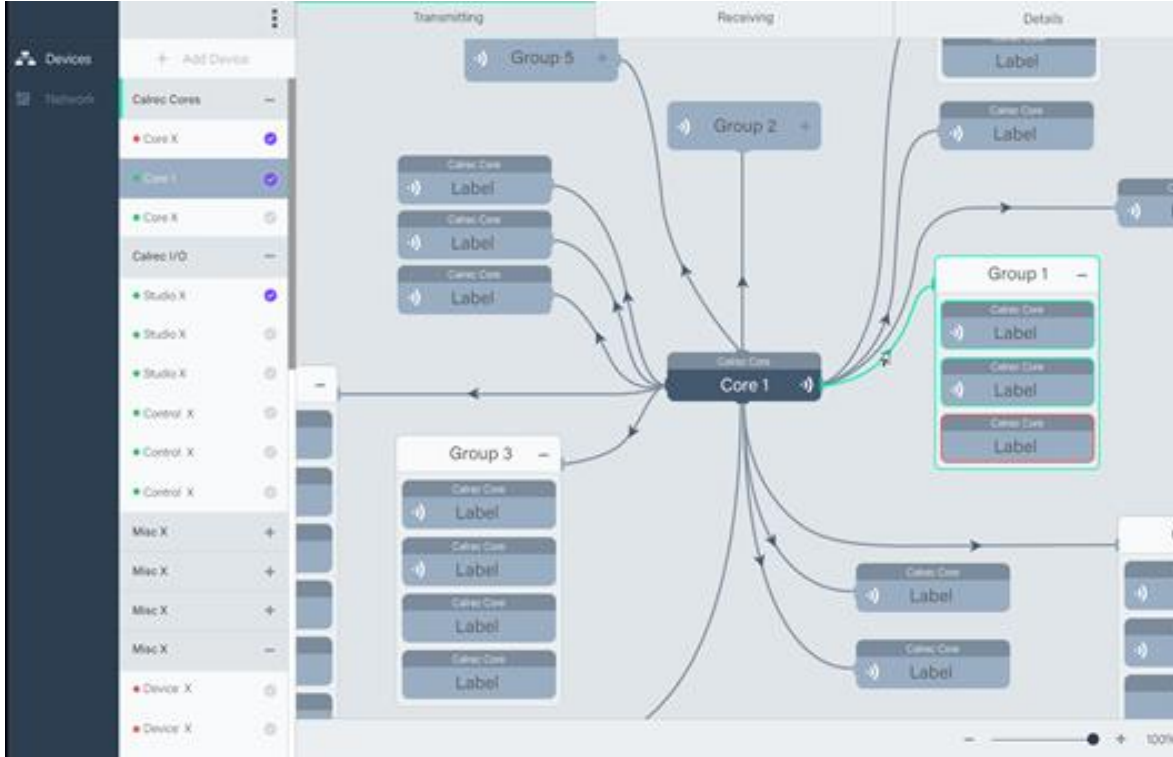 Transmitting
Receiving
Details
Devices
Network
+ Add Device
Calrec Cores −
Core X
Core 1
Core X
Calrec I/O −
Studio X
Studio X
Studio X
Control X
Control X
Control X
Misc X +
Misc X +
Misc X +
Misc X −
Device X
Device X
Group 5 +
Group 2 +
Calrec Core
Label
Calrec Core
Label
Calrec Core
Label
Calrec Core
Label
Calrec Core
Label
Calrec Core
Core 1
Group 1 −
Calrec Core
Label
Calrec Core
Label
Calrec Core
Label
−
Group 3 −
Calrec Core
Label
Calrec Core
Label
Calrec Core
Label
Calrec Core
Label
Calrec Core
Label
Calrec Core
Label
− + 100%